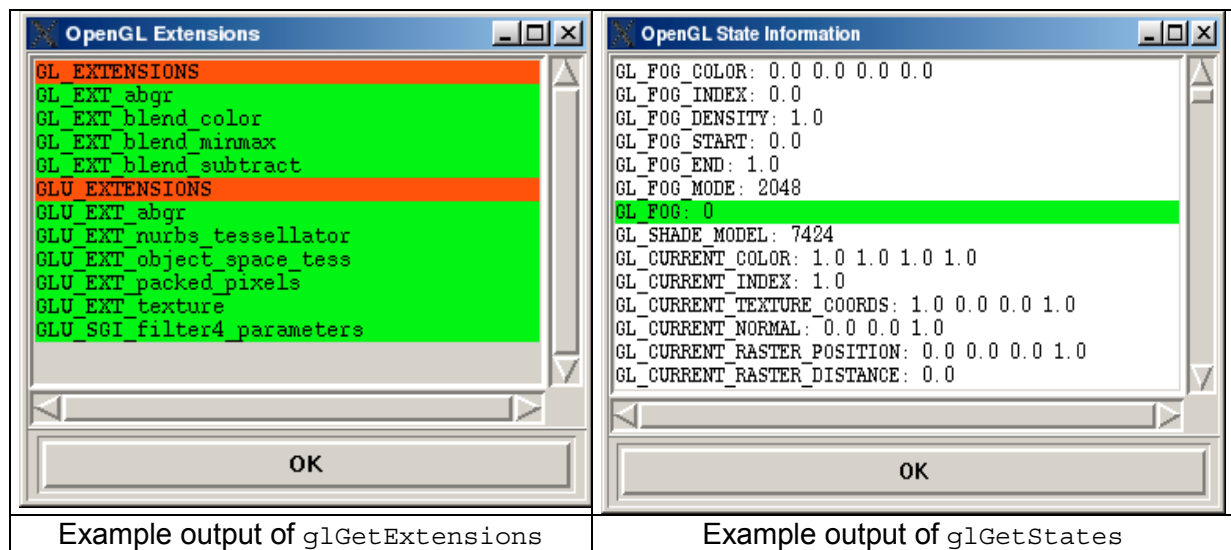 OpenGL Extensions
GL_EXTENSIONS
GL_EXT_abgr
GL_EXT_blend_color
GL_EXT_blend_minmax
GL_EXT_blend_subtract
GLU_EXTENSIONS
GLU_EXT_abgr
GLU_EXT_nurbs_tessellator
GLU_EXT_object_space_tess
GLU_EXT_packed_pixels
GLU_EXT_texture
GLU_SGI_filter4_parameters
OK
Example output of glGetExtensions
OpenGL State Information
GL_FOG_COLOR: 0.0 0.0 0.0 0.0
GL_FOG_INDEX: 0.0
GL_FOG_DENSITY: 1.0
GL_FOG_START: 0.0
GL_FOG_END: 1.0
GL_FOG_MODE: 2048
GL_FOG: 0
GL_SHADE_MODEL: 7424
GL_CURRENT_COLOR: 1.0 1.0 1.0 1.0
GL_CURRENT_INDEX: 1.0
GL_CURRENT_TEXTURE_COORDS: 1.0 0.0 0.0 1.0
GL_CURRENT_NORMAL: 0.0 0.0 1.0
GL_CURRENT_RASTER_POSITION: 0.0 0.0 0.0 1.0
GL_CURRENT_RASTER_DISTANCE: 0.0
OK
Example output of glGetStates